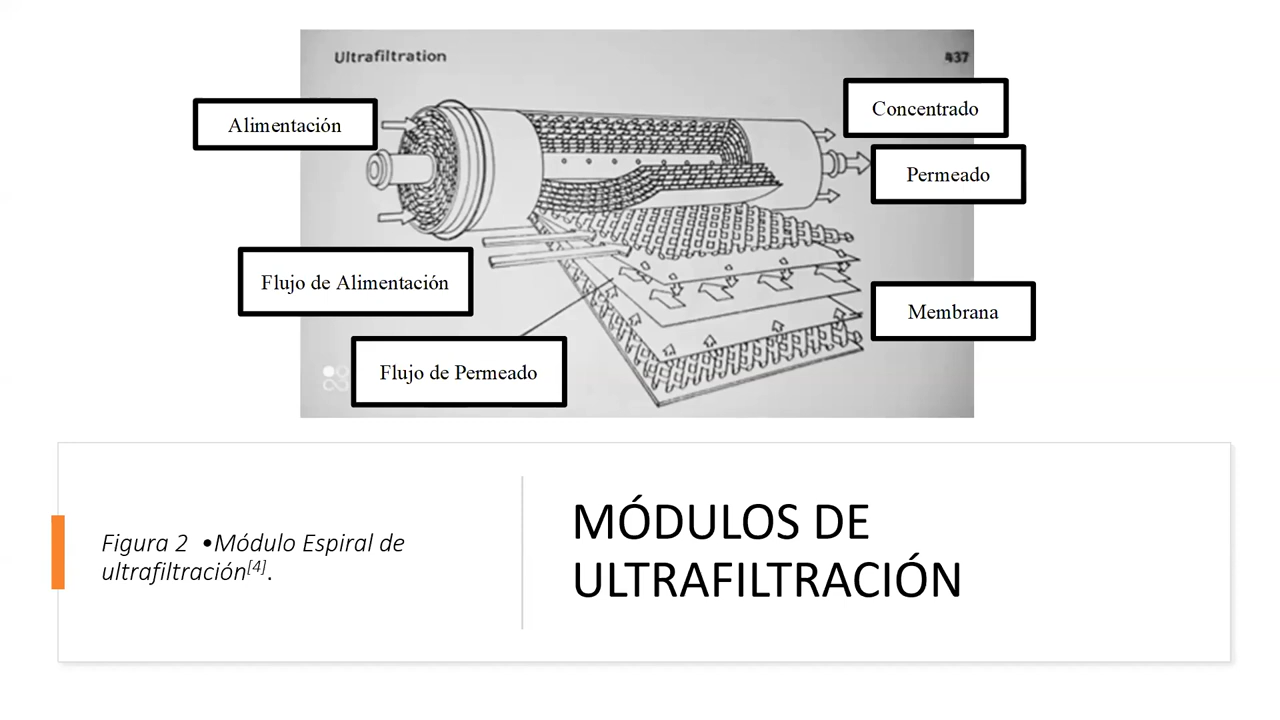 Ultrafiltration
437
Alimentación
Concentrado
Permeado
Flujo de Alimentación
Membrana
Flujo de Permeado
Figura 2 •Módulo Espiral de
ultrafiltración[4].
MÓDULOS DE
ULTRAFILTRACIÓN